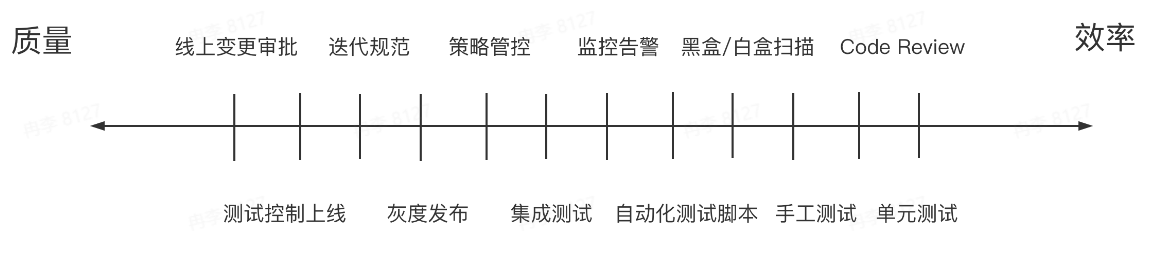 质量
线上变更审批
迭代规范
策略管控
监控告警
黑盒/白盒扫描
Code Review
效率
测试控制上线
灰度发布
集成测试
自动化测试脚本
手工测试
单元测试